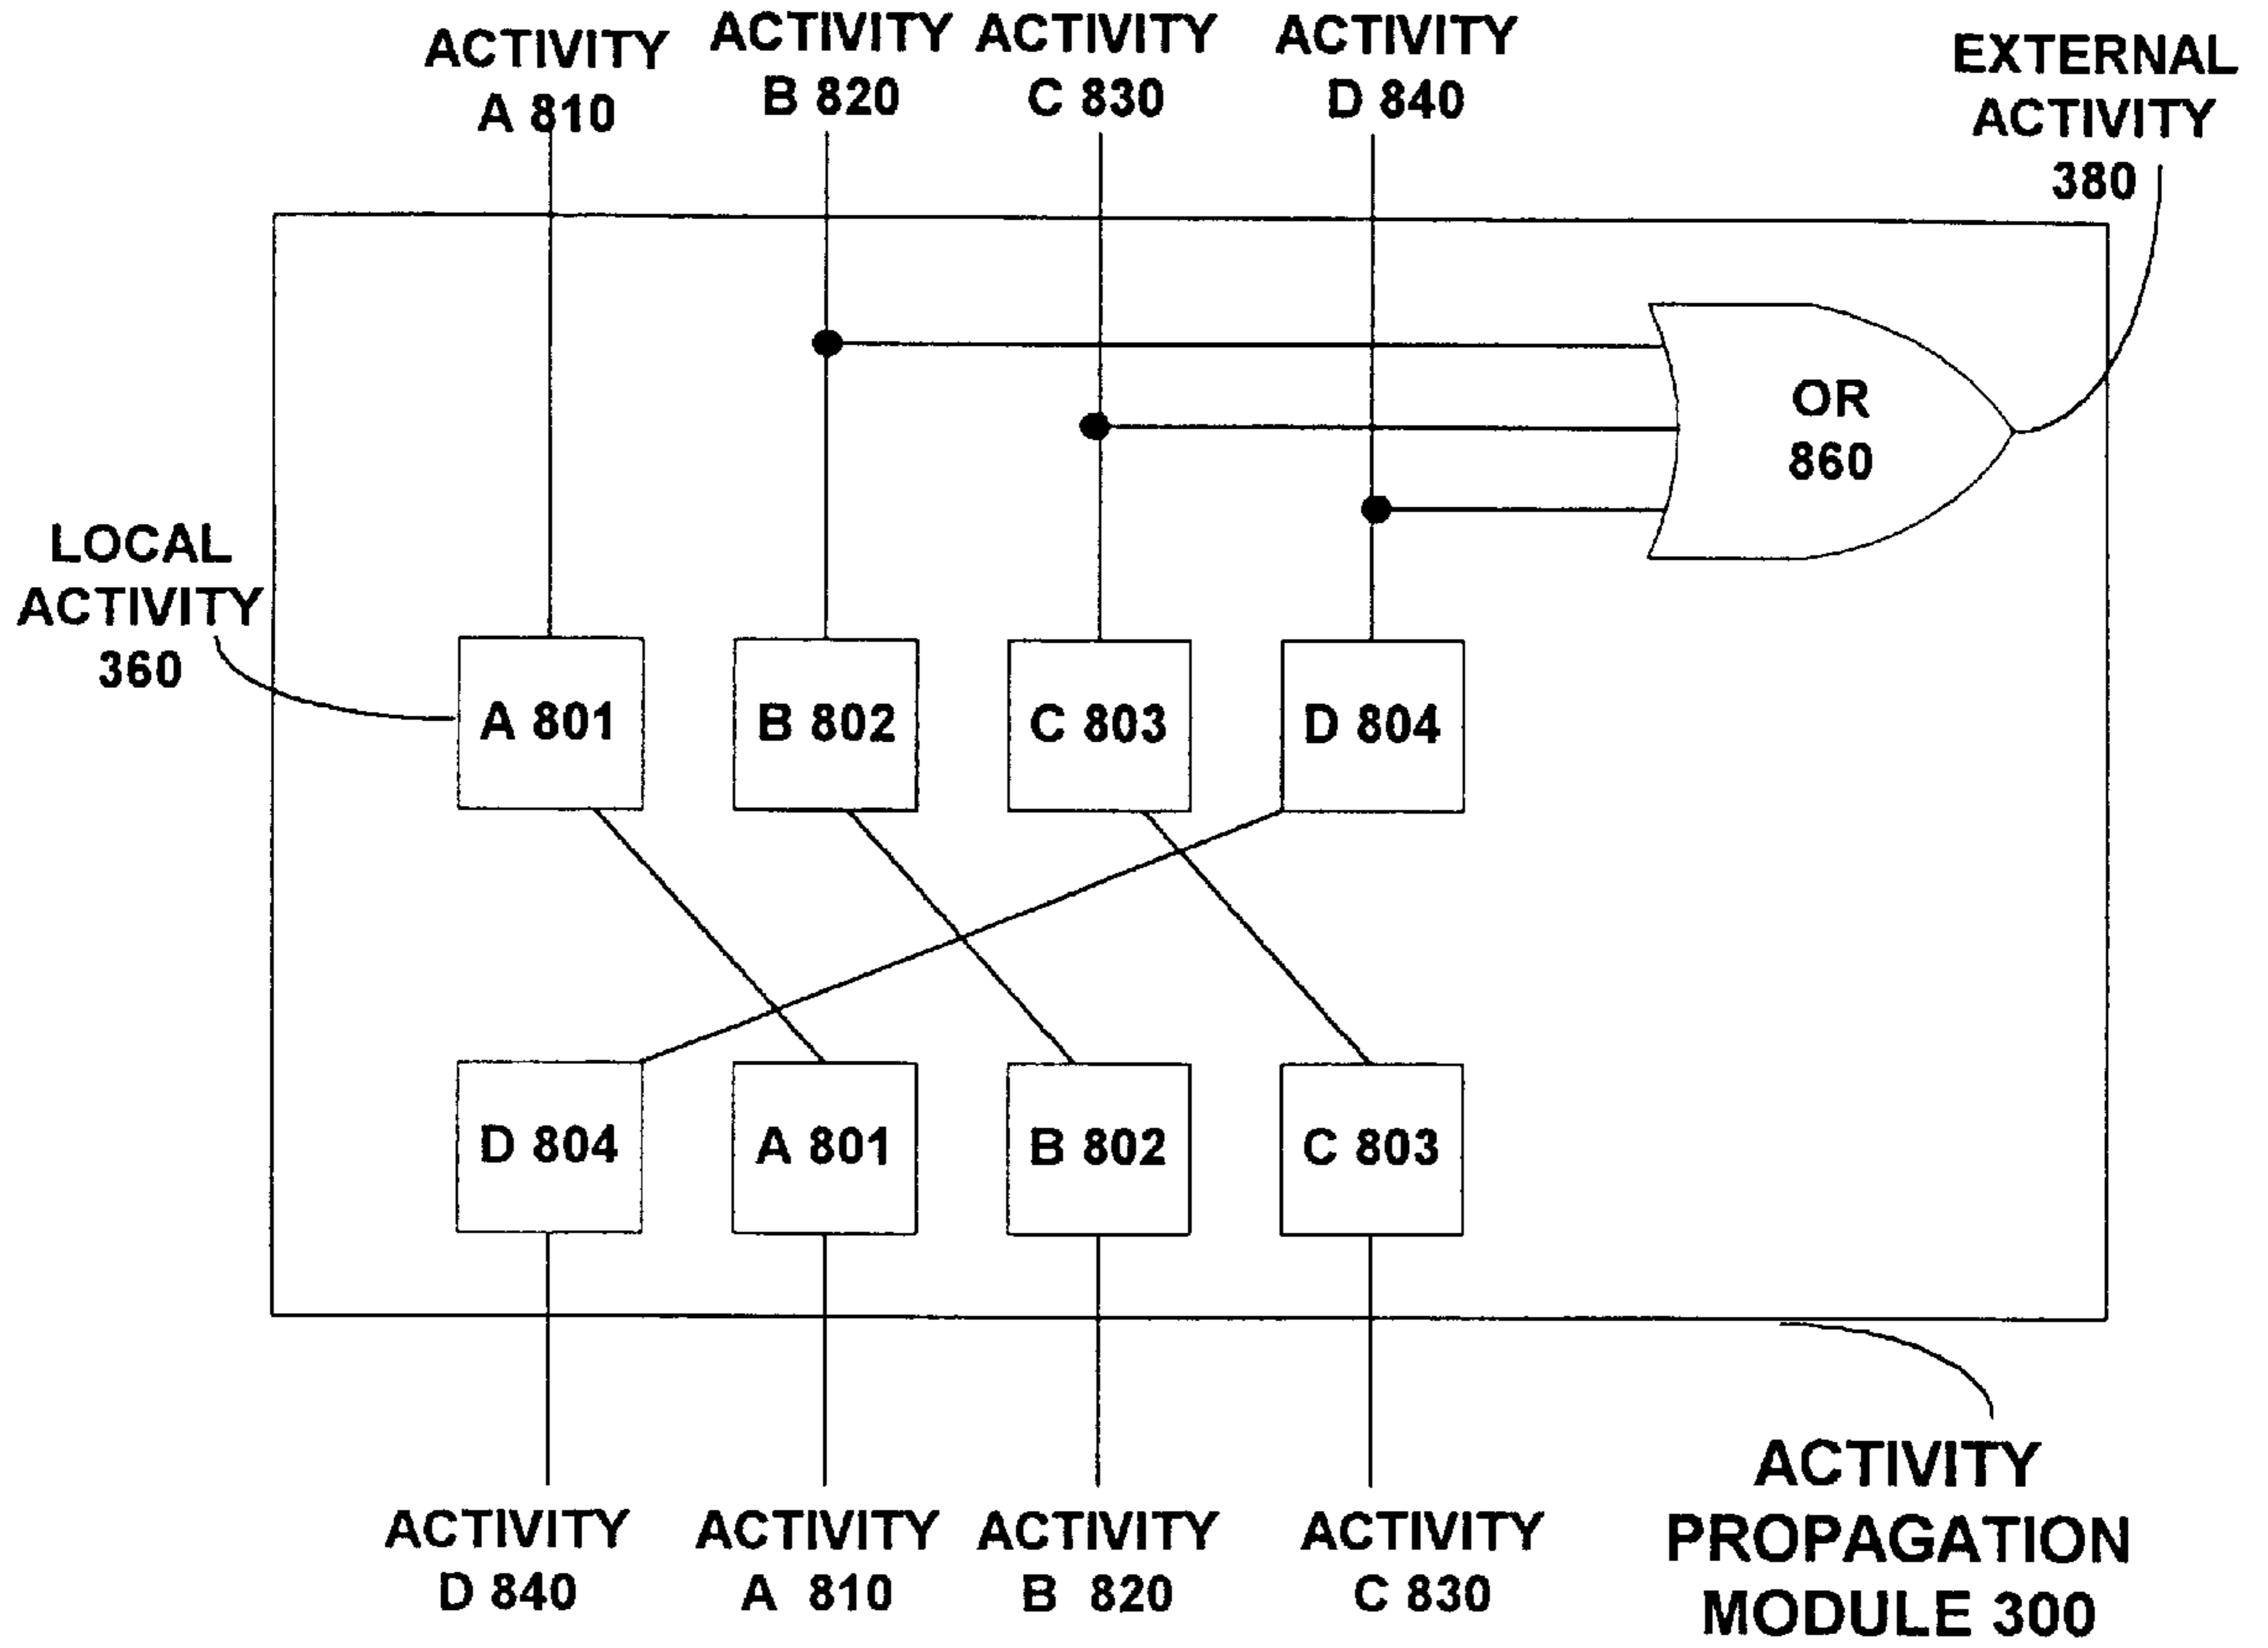 ACTIVITY
A 810
ACTIVITY
B 820
ACTIVITY
C 830
ACTIVITY
D 840
EXTERNAL
ACTIVITY
380
OR
860
LOCAL
ACTIVITY
360
A 801
B 802
C 803
D 804
D 804
A 801
B 802
C 803
ACTIVITY
D 840
ACTIVITY
A 810
ACTIVITY
B 820
ACTIVITY
C 830
ACTIVITY
PROPAGATION
MODULE 300